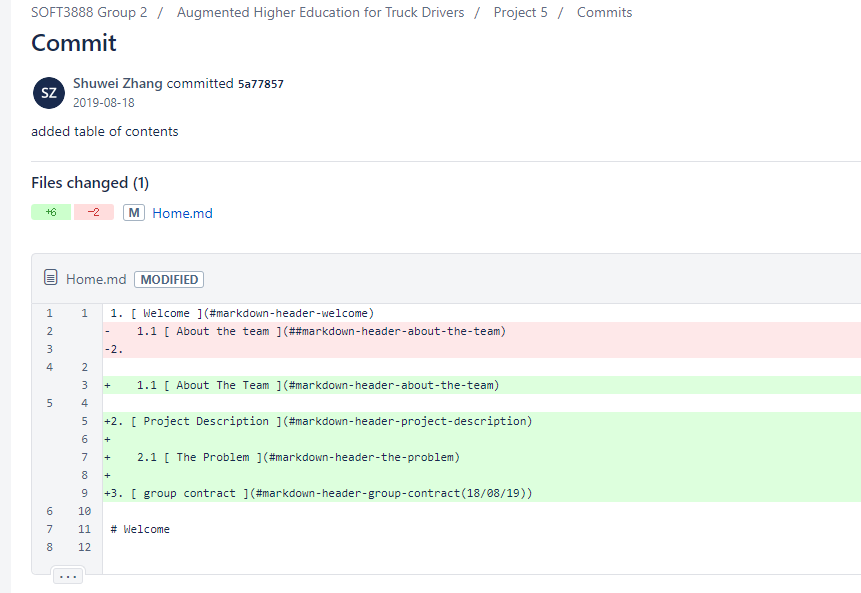 SOFT3888 Group 2 / Augmented Higher Education for Truck Drivers / Project 5 / Commits
Commit
SZ
Shuwei Zhang committed 5a77857
2019-08-18
added table of contents
Files changed (1)
+6 −2 M Home.md
Home.md MODIFIED
1 1 1. [ Welcome ](#markdown-header-welcome)
2 - 1.1 [ About the team ](##markdown-header-about-the-team)
3 -2.
4 2
3 + 1.1 [ About The Team ](#markdown-header-about-the-team)
5 4
5 +2. [ Project Description ](#markdown-header-project-description)
6 +
7 + 2.1 [ The Problem ](#markdown-header-the-problem)
8 +
9 +3. [ group contract ](#markdown-header-group-contract(18/08/19))
6 10
7 11 # Welcome
8 12
...